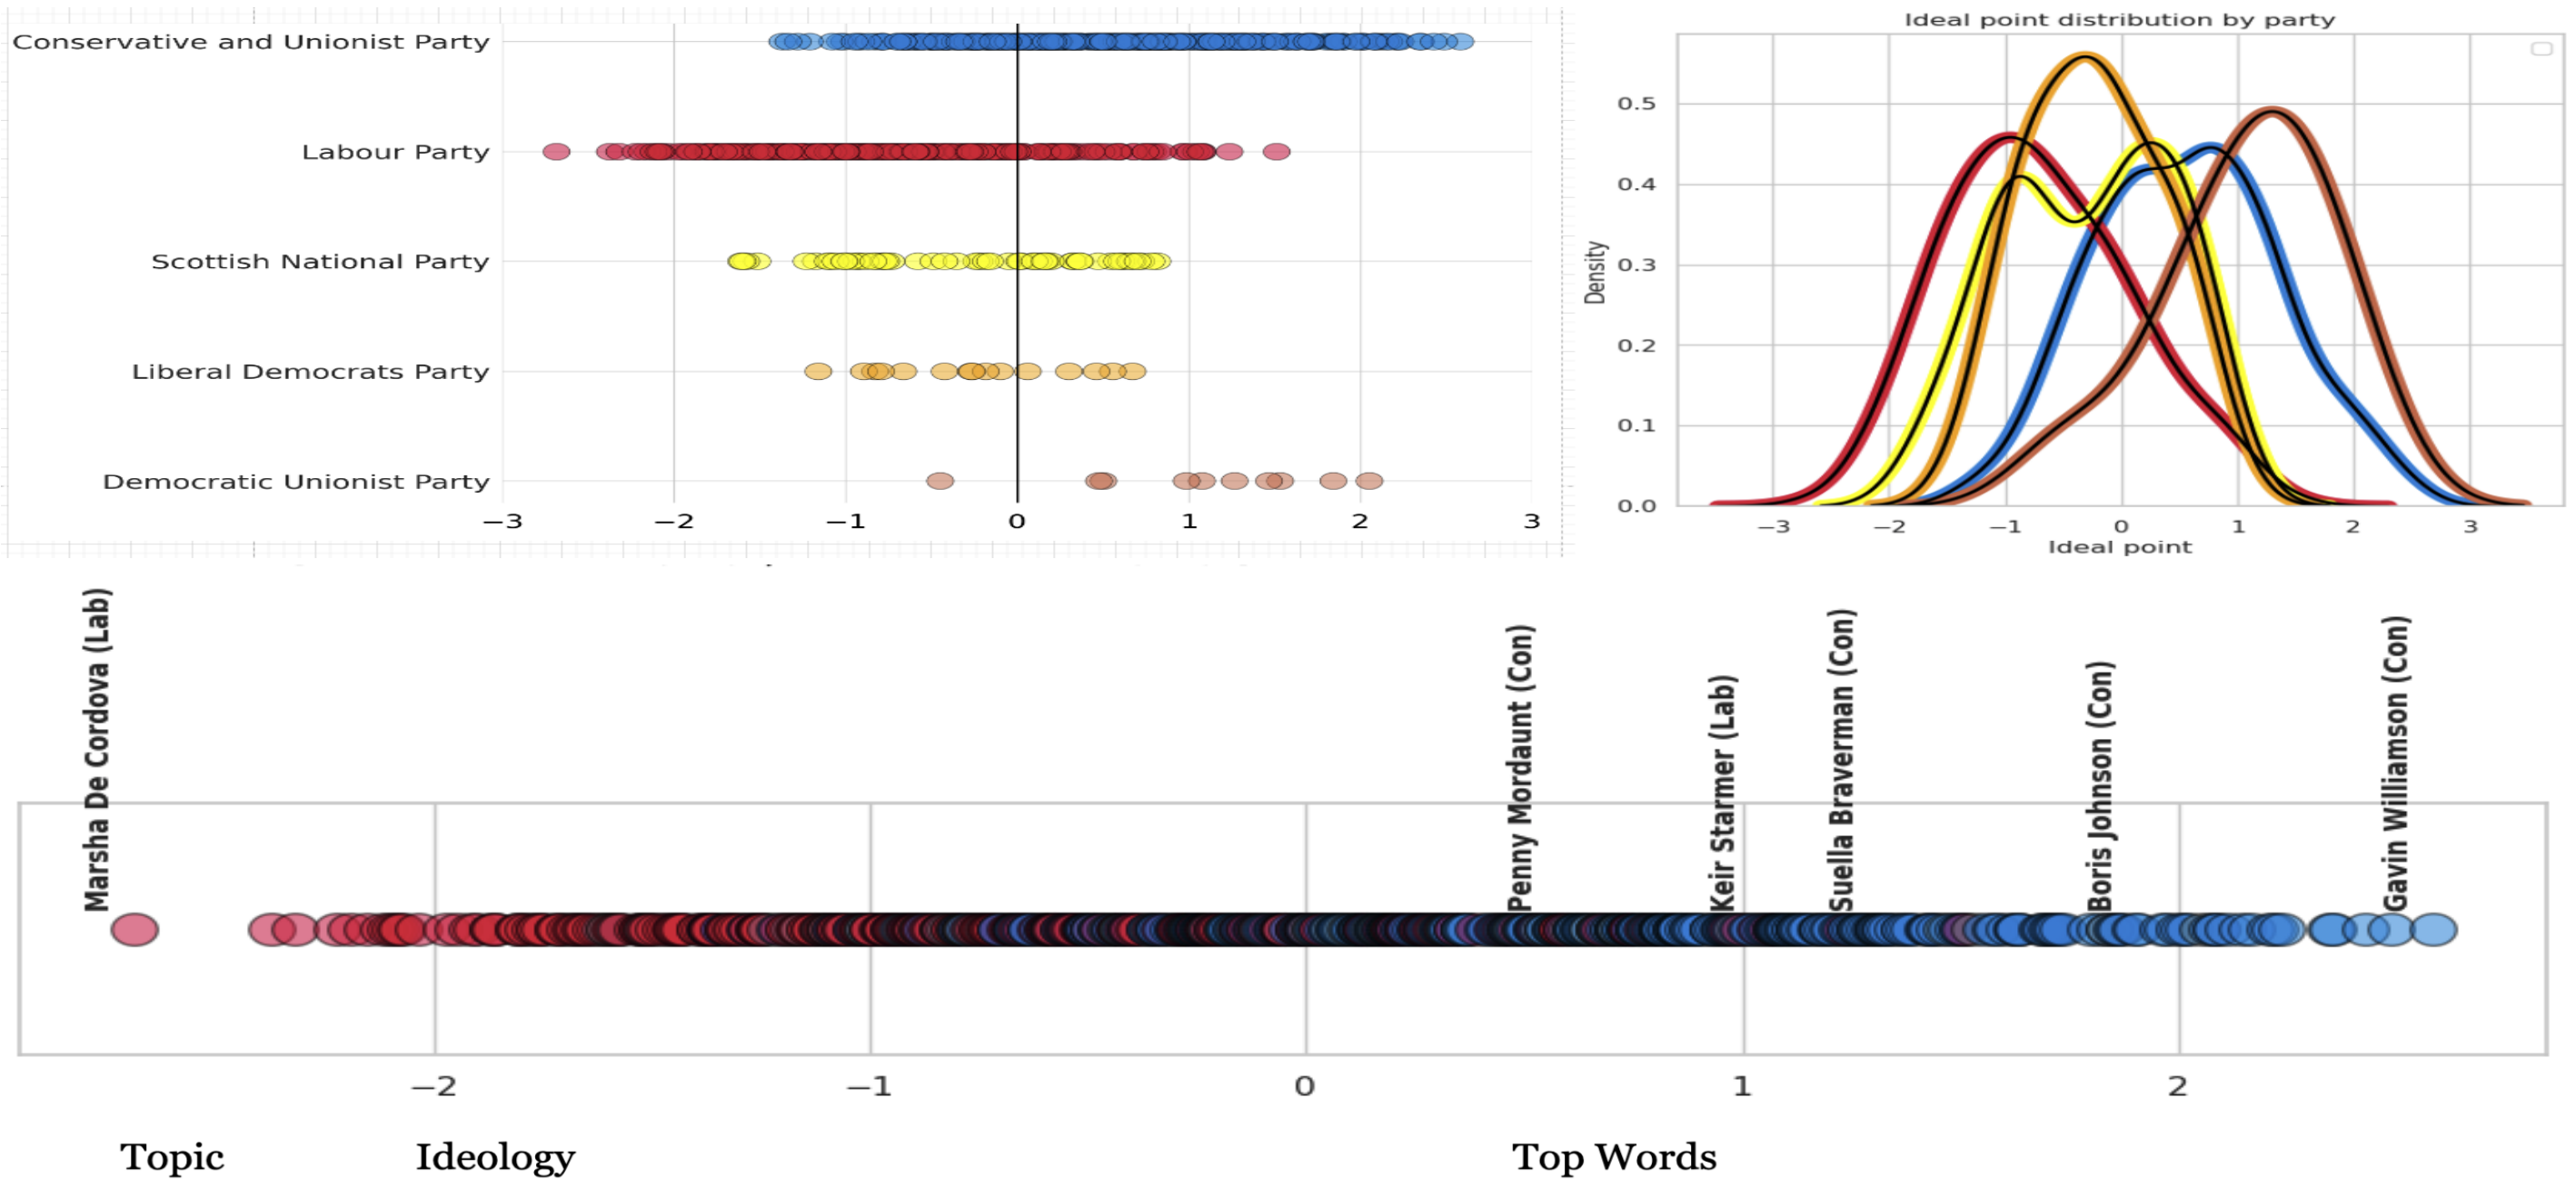 Conservative and Unionist Party
Labour Party
Scottish National Party
Liberal Democrats Party
Democratic Unionist Party
−3 −2 −1 0 1 2 3
Ideal point distribution by party
Density
0.5
0.4
0.3
0.2
0.1
0.0
−3 −2 −1 0 1 2 3
Ideal point
Marsha De Cordova (Lab)
Penny Mordaunt (Con)
Keir Starmer (Lab)
Suella Braverman (Con)
Boris Johnson (Con)
Gavin Williamson (Con)
−2 −1 0 1 2
Topic Ideology Top Words